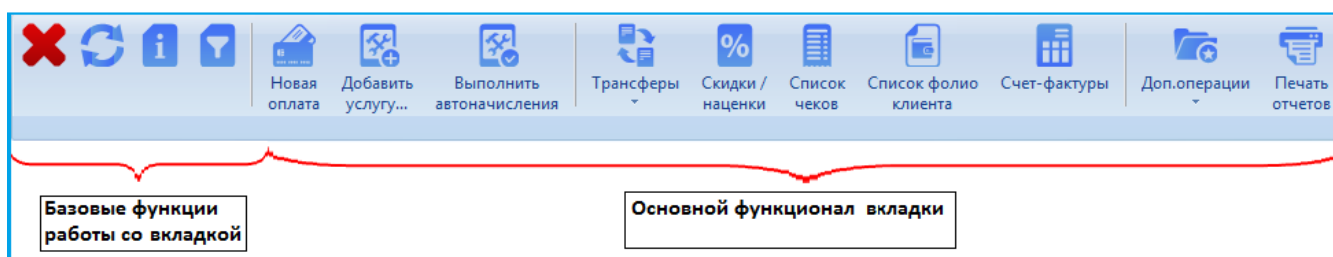 Новая оплата
Добавить услугу...
Выполнить автоначисления
Трансферы
Скидки / наценки
Список чеков
Список фолио клиента
Счет-фактуры
Доп.операции
Печать отчетов
Базовые функции
работы со вкладкой
Основной функционал вкладки